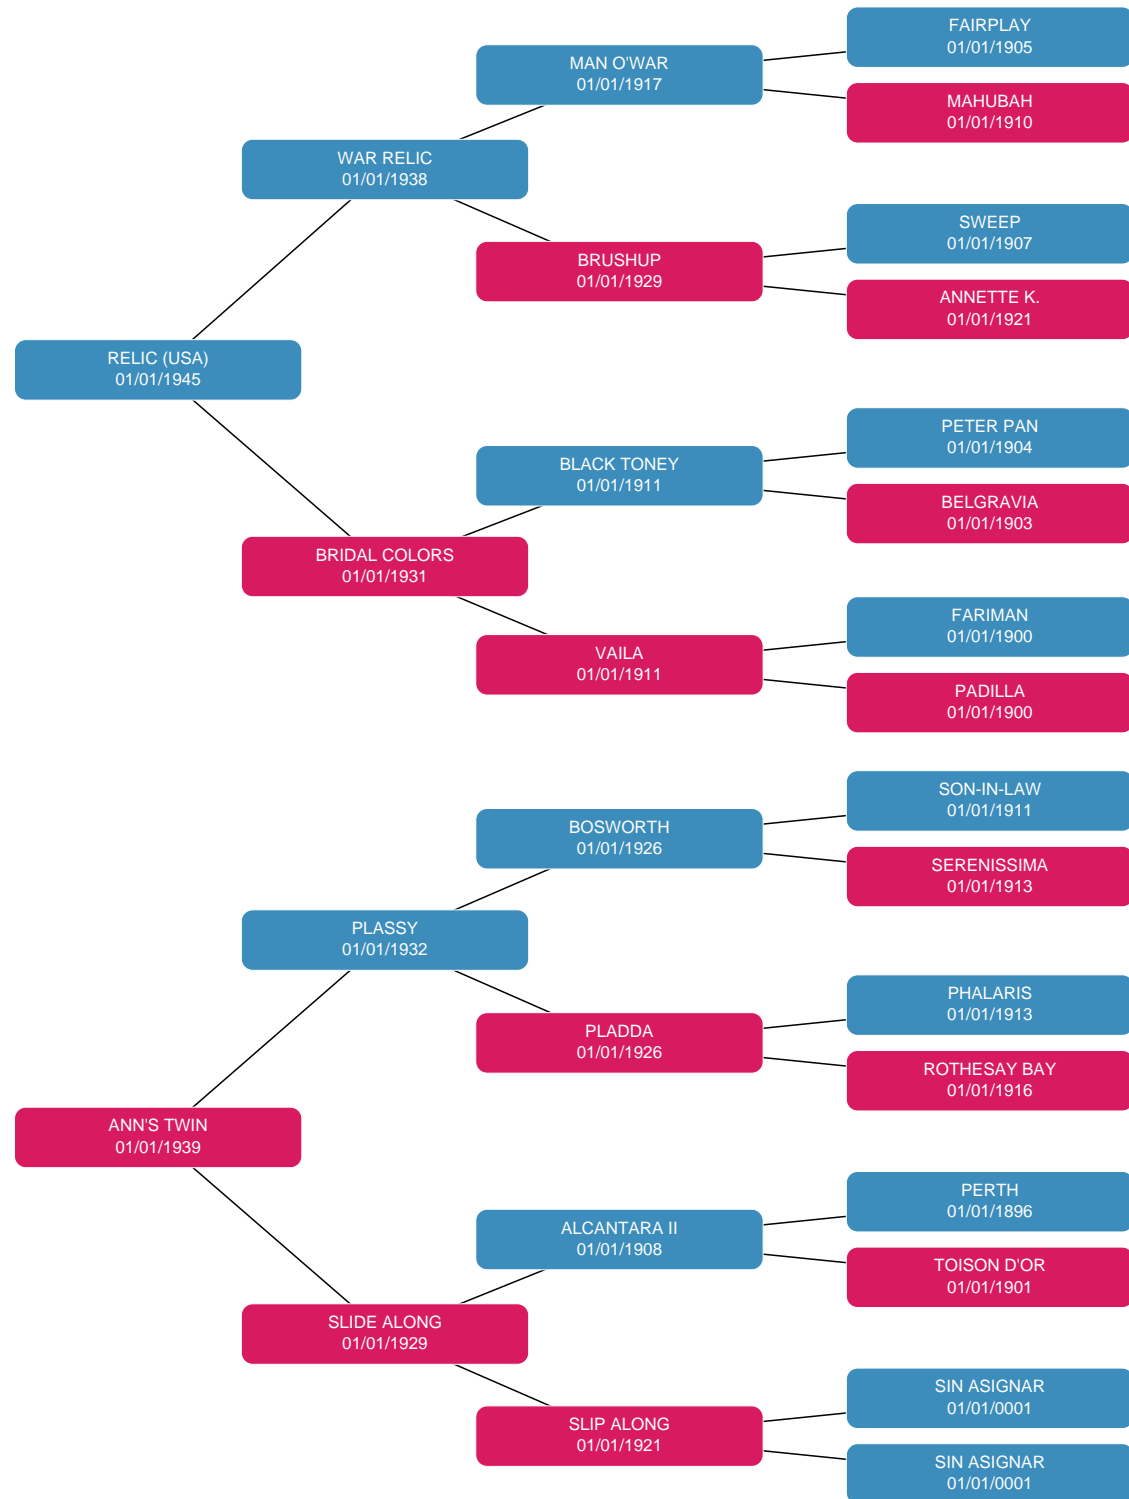 FAIRPLAY
01/01/1905
MAN O'WAR
01/01/1917
MAHUBAH
01/01/1910
WAR RELIC
01/01/1938
SWEEP
01/01/1907
BRUSHUP
01/01/1929
ANNETTE K.
01/01/1921
RELIC (USA)
01/01/1945
PETER PAN
01/01/1904
BLACK TONEY
01/01/1911
BELGRAVIA
01/01/1903
BRIDAL COLORS
01/01/1931
FARIMAN
01/01/1900
VAILA
01/01/1911
PADILLA
01/01/1900
SON-IN-LAW
01/01/1911
BOSWORTH
01/01/1926
SERENISSIMA
01/01/1913
PLASSY
01/01/1932
PHALARIS
01/01/1913
PLADDA
01/01/1926
ROTHESAY BAY
01/01/1916
ANN'S TWIN
01/01/1939
PERTH
01/01/1896
ALCANTARA II
01/01/1908
TOISON D'OR
01/01/1901
SLIDE ALONG
01/01/1929
SIN ASIGNAR
01/01/0001
SLIP ALONG
01/01/1921
SIN ASIGNAR
01/01/0001